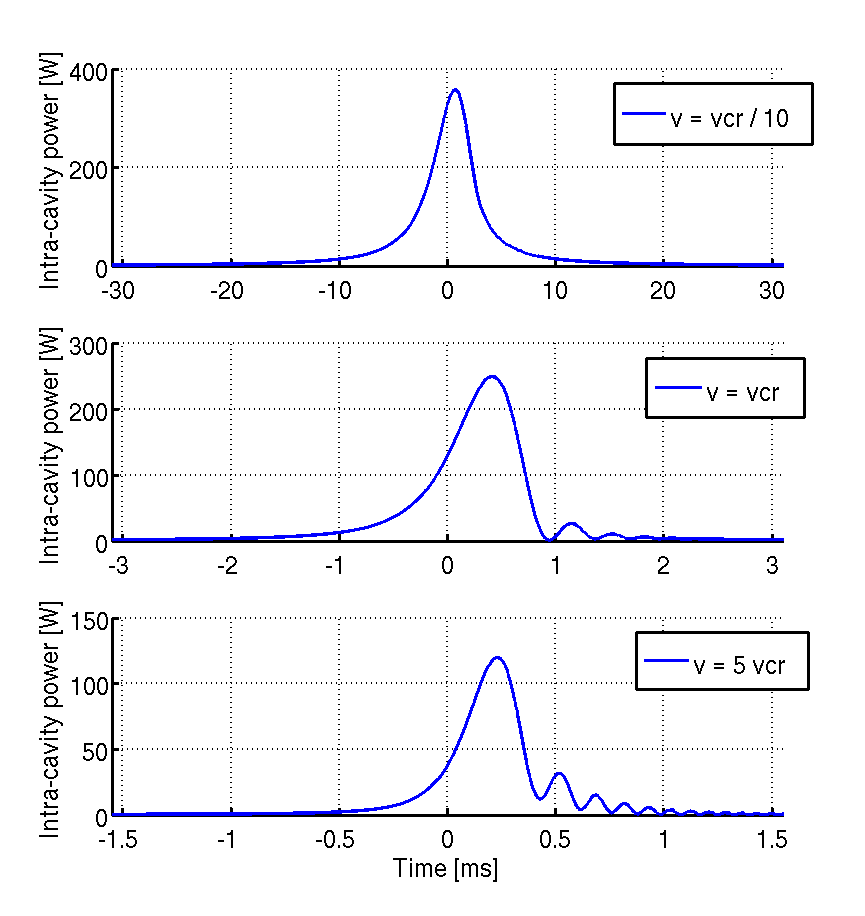 Intra-cavity power [W]
400
200
0
v = vcr / 10
-30 -20 -10 0 10 20 30
Intra-cavity power [W]
300
200
100
0
v = vcr
-3 -2 -1 0 1 2 3
Intra-cavity power [W]
150
100
50
0
v = 5 vcr
-1.5 -1 -0.5 0 0.5 1 1.5
Time [ms]